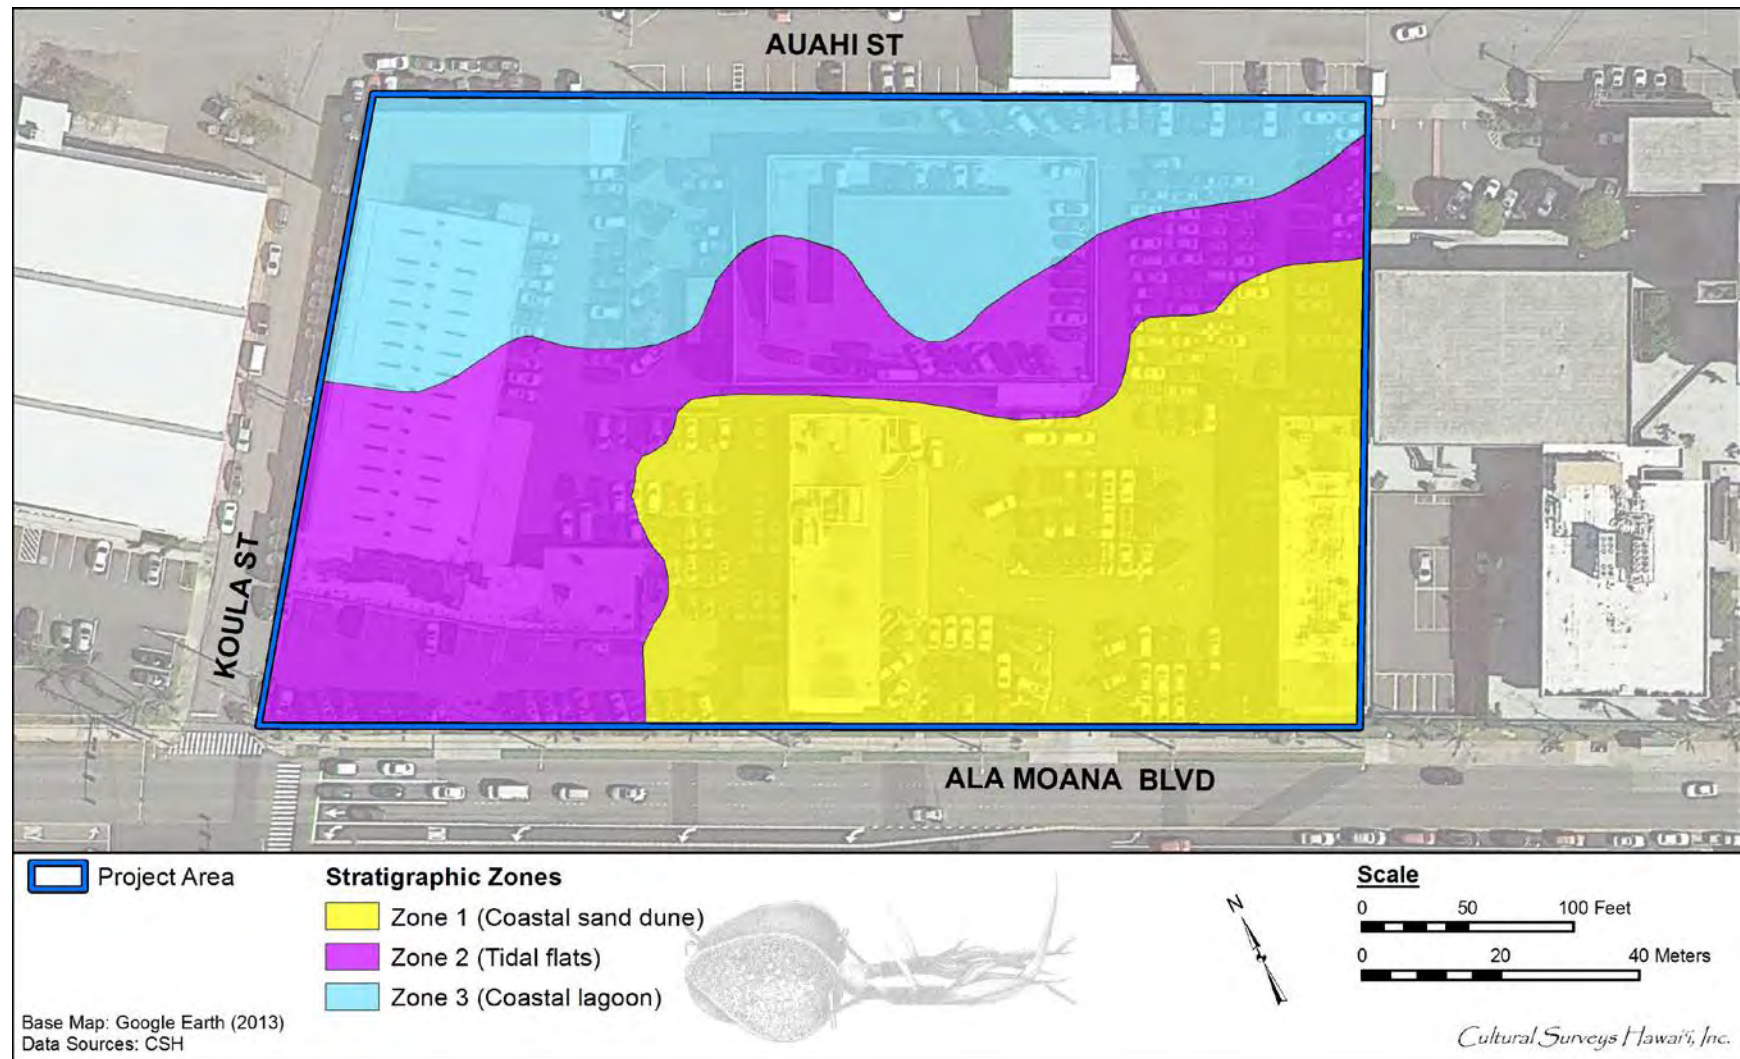 AUAHI ST
KOULA ST
ALA MOANA BLVD
Project Area
Stratigraphic Zones
Zone 1 (Coastal sand dune)
Zone 2 (Tidal flats)
Zone 3 (Coastal lagoon)
Base Map: Google Earth (2013)
Data Sources: CSH
N
Scale
0 50 100 Feet
0 20 40 Meters
Cultural Surveys Hawai‘i, Inc.